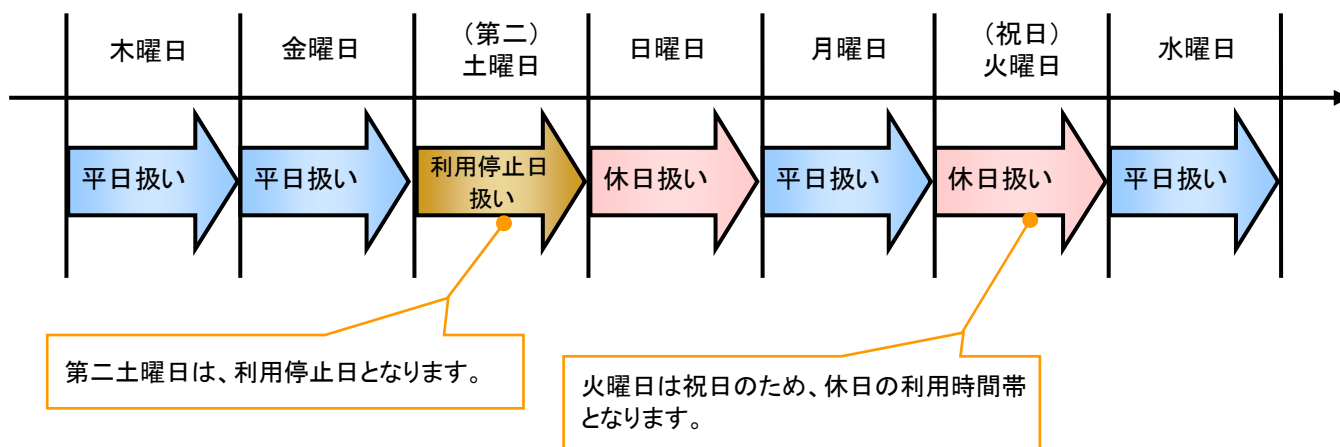 木曜日
金曜日
（第二）
土曜日
日曜日
月曜日
（祝日）
火曜日
水曜日
平日扱い
平日扱い
利用停止日
扱い
休日扱い
平日扱い
休日扱い
平日扱い
第二土曜日は、利用停止日となります。
火曜日は祝日のため、休日の利用時間帯
となります。